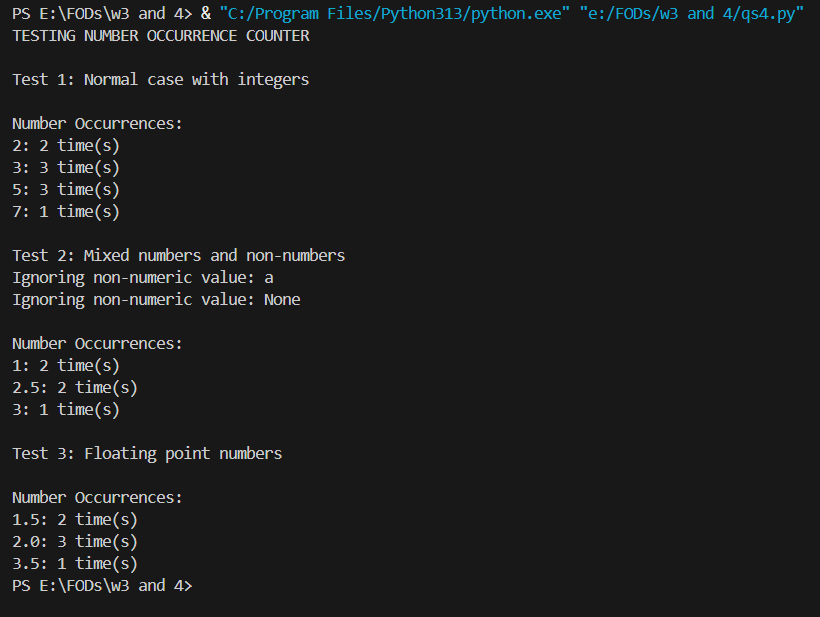 PS E:\FODs\w3 and 4> & "C:/Program Files/Python313/python.exe" "e:/FODs/w3 and 4/qs4.py"
TESTING NUMBER OCCURRENCE COUNTER
Test 1: Normal case with integers
Number Occurrences:
2: 2 time(s)
3: 3 time(s)
5: 3 time(s)
7: 1 time(s)
Test 2: Mixed numbers and non-numbers
Ignoring non-numeric value: a
Ignoring non-numeric value: None
Number Occurrences:
1: 2 time(s)
2.5: 2 time(s)
3: 1 time(s)
Test 3: Floating point numbers
Number Occurrences:
1.5: 2 time(s)
2.0: 3 time(s)
3.5: 1 time(s)
PS E:\FODs\w3 and 4>